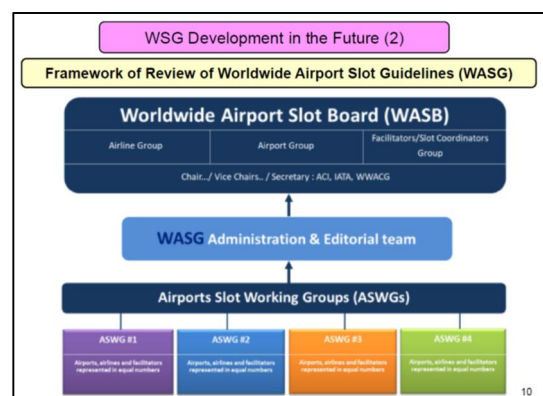 WSG Development in the Future (2)
Framework of Review of Worldwide Airport Slot Guidelines (WASG)
Worldwide Airport Slot Board (WASB)
Airline Group
Airport Group
Facilitators/Slot Coordinators
Group
Chair.../ Vice Chairs.. / Secretary : ACI, IATA, WWACG
WASG Administration & Editorial team
Airports Slot Working Groups (ASWGs)
ASWG #1
Airports, airlines and facilitators
represented in equal numbers
ASWG #2
Airports, airlines and facilitators
represented in equal numbers
ASWG #3
Airports, airlines and facilitators
represented in equal numbers
ASWG #4
Airports, airlines and facilitators
represented in equal numbers
10